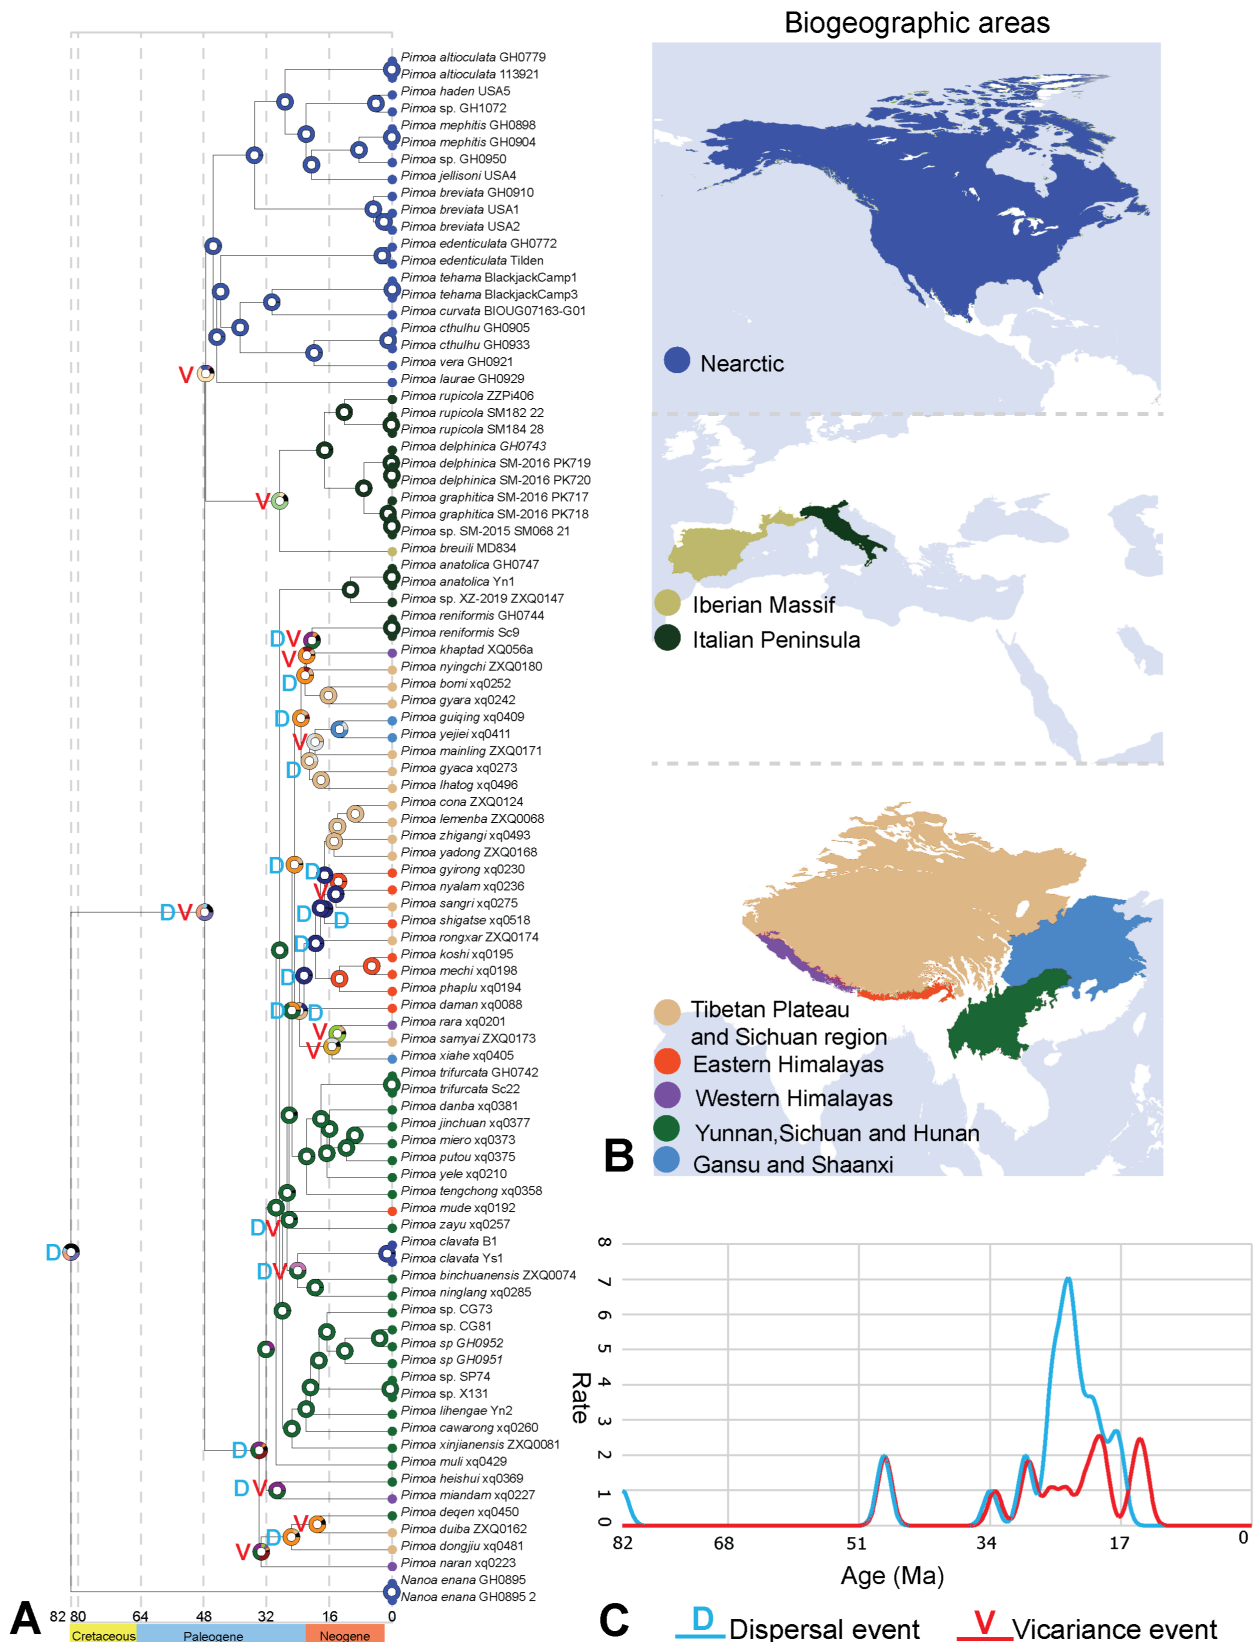 Biogeographic areas
Pimoa altioculata GH0779
Pimoa altioculata 113921
Pimoa haden USA5
Pimoa sp. GH1072
Pimoa mephitis GH0898
Pimoa mephitis GH0904
Pimoa sp. GH0950
Pimoa jellisoni USA4
Pimoa breviata GH0910
Pimoa breviata USA1
Pimoa breviata USA2
Pimoa edenticulata GH0772
Pimoa edenticulata Tilden
Pimoa tehama BlackjackCamp1
Pimoa tehama BlackjackCamp3
Pimoa curvata BIOUG07163-G01
Pimoa cthulhu GH0905
Pimoa cthulhu GH0933
Pimoa vera GH0921
V
Pimoa laurae GH0929
Pimoa rupicola ZZPi406
Pimoa rupicola SM182 22
Pimoa rupicola SM184 28
Pimoa delphinica GH0743
Pimoa delphinica SM-2016 PK719
Pimoa delphinica SM-2016 PK720
V
Pimoa graphitica SM-2016 PK717
Pimoa graphitica SM-2016 PK718
Pimoa sp. SM-2015 SM068 21
Pimoa breuili MD834
Pimoa anatolica GH0747
Pimoa anatolica Yn1
Pimoa sp. XZ-2019 ZXQ0147
Pimoa reniformis GH0744
DV
Pimoa reniformis Sc9
V
Pimoa khaptad XQ056a
Pimoa nyingchi ZXQ0180
D
Pimoa bomi xq0252
Pimoa gyara xq0242
D
Pimoa guiqing xq0409
V
Pimoa yejiei xq0411
Pimoa mainling ZXQ0171
D
Pimoa gyaca xq0273
Pimoa lhatog xq0496
Pimoa cona ZXQ0124
Pimoa lemenba ZXQ0068
Pimoa zhigangi xq0493
Pimoa yadong ZXQ0168
D
D
Pimoa gyirong xq0230
V
Pimoa nyalam xq0236
Pimoa sangri xq0275
DV
D
D
Pimoa shigatse xq0518
D
Pimoa rongxar ZXQ0174
Pimoa koshi xq0195
D
Pimoa mechi xq0198
Pimoa phaplu xq0194
D
D
Pimoa daman xq0088
Pimoa rara xq0201
V
Pimoa samyai ZXQ0173
V
Pimoa xiahe xq0405
Pimoa trifurcata GH0742
Pimoa trifurcata Sc22
Pimoa danba xq0381
Pimoa jinchuan xq0377
Pimoa miero xq0373
Pimoa putou xq0375
Pimoa yele xq0210
Pimoa tengchong xq0358
Pimoa mude xq0192
DV
Pimoa zayu xq0257
Pimoa clavata B1
D
Pimoa clavata Ys1
DV
Pimoa binchuanensis ZXQ0074
Pimoa ninglang xq0285
Pimoa sp. CG73
Pimoa sp. CG81
Pimoa sp GH0952
Pimoa sp GH0951
Pimoa sp. SP74
Pimoa sp. X131
Pimoa lihengae Yn2
Pimoa cawarong xq0260
D
Pimoa xinjianensis ZXQ0081
Pimoa muli xq0429
Pimoa heishui xq0369
D V
Pimoa miandam xq0227
Pimoa deqen xq0450
V
Pimoa duiba ZXQ0162
D
V
Pimoa dongjiu xq0481
Pimoa naran xq0223
Nanoa enana GH0895
Nanoa enana GH0895 2
A
82 80 64 48 32 16 0
Cretaceous Paleogene Neogene
Nearctic
Iberian Massif
Italian Peninsula
Tibetan Plateau
and Sichuan region
Eastern Himalayas
Western Himalayas
Yunnan,Sichuan and Hunan
Gansu and Shaanxi
B
8
7
6
5
4
3
2
1
0
Rate
82 68 51 34 17 0
Age (Ma)
C
D Dispersal event
V Vicariance event